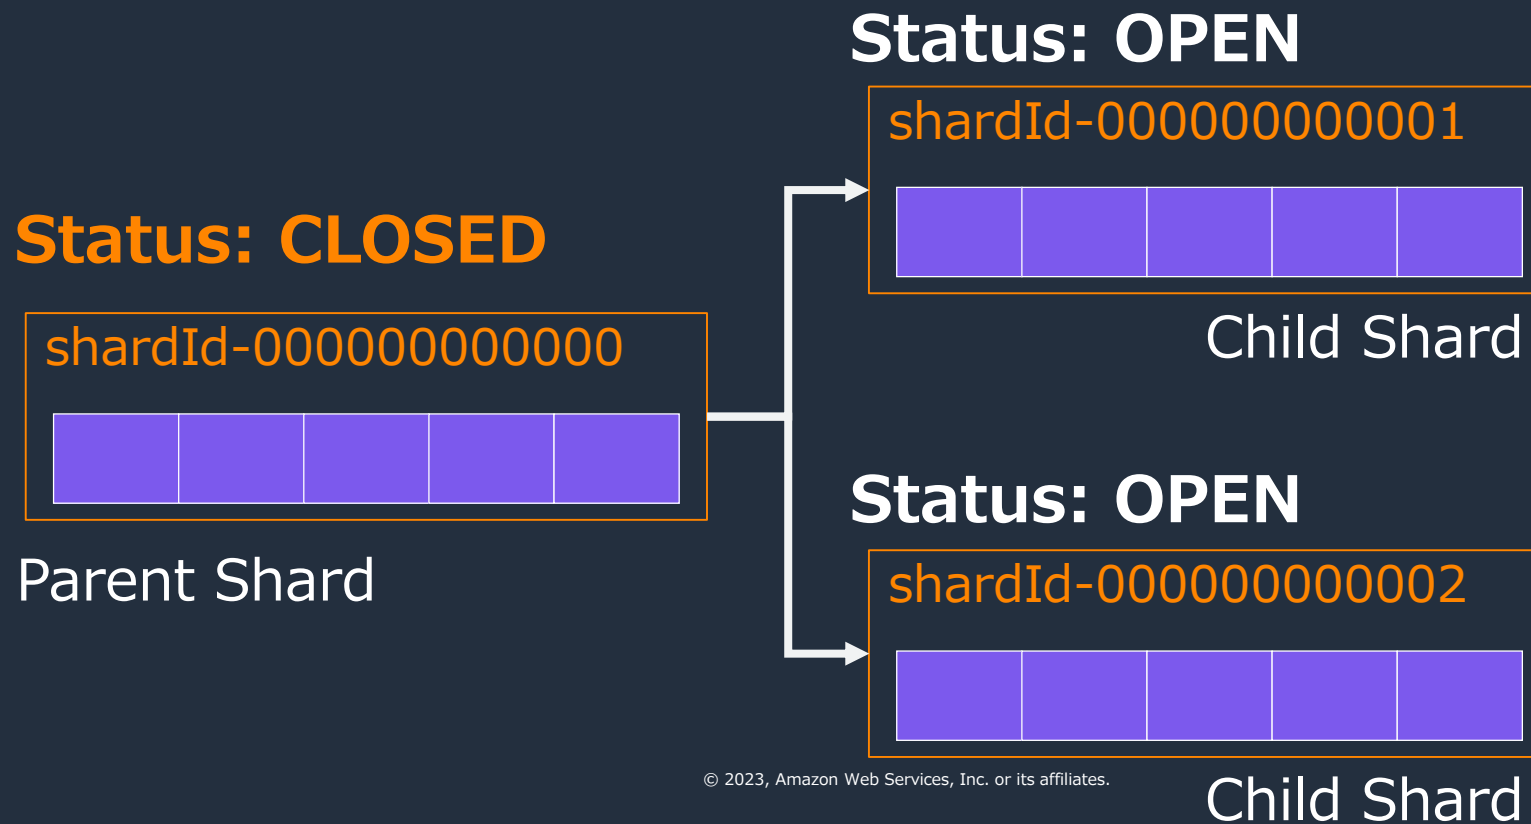 Status: OPEN
shardId-000000000001
Child Shard
Status: CLOSED
shardId-000000000000
Parent Shard
Status: OPEN
shardId-000000000002
Child Shard
© 2023, Amazon Web Services, Inc. or its affiliates.